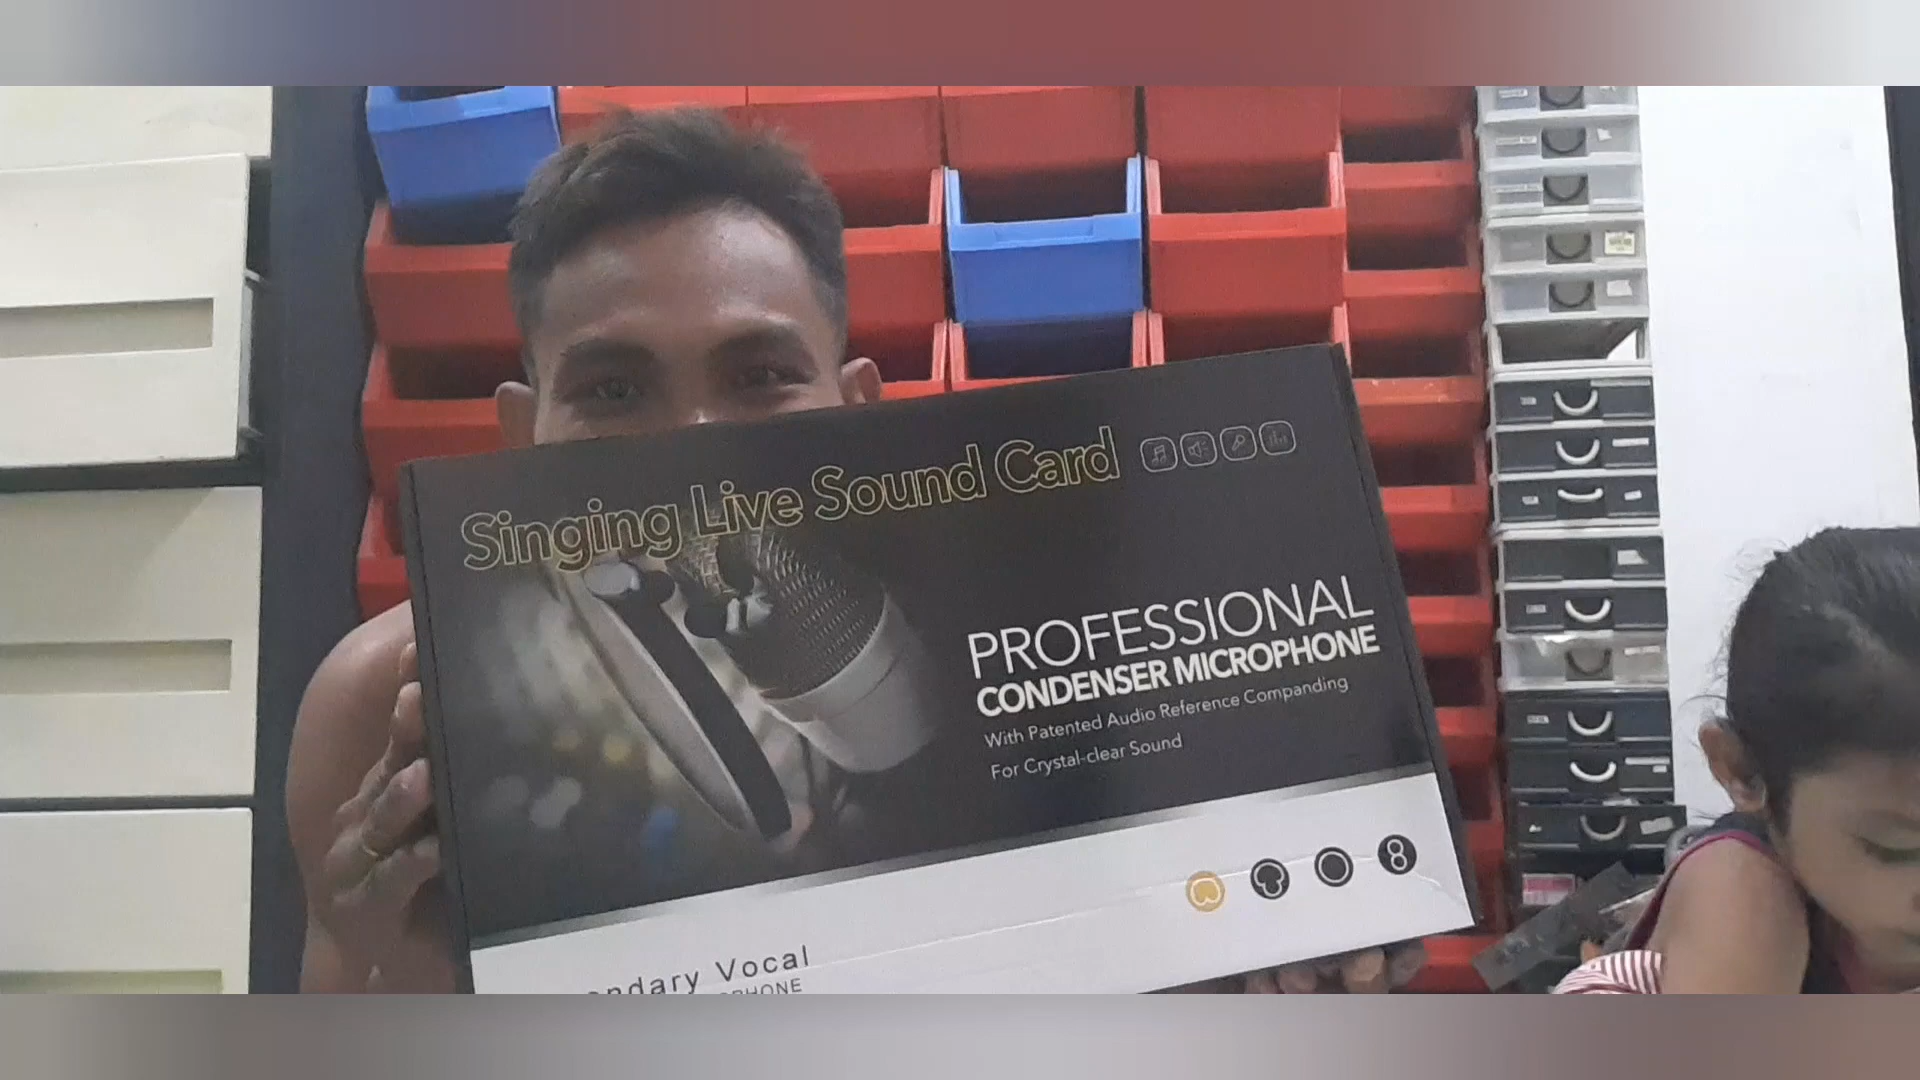 Singing Live Sound Card
PROFESSIONAL
CONDENSER MICROPHONE
With Patented Audio Reference Companding
For Crystal-clear Sound
Vocal